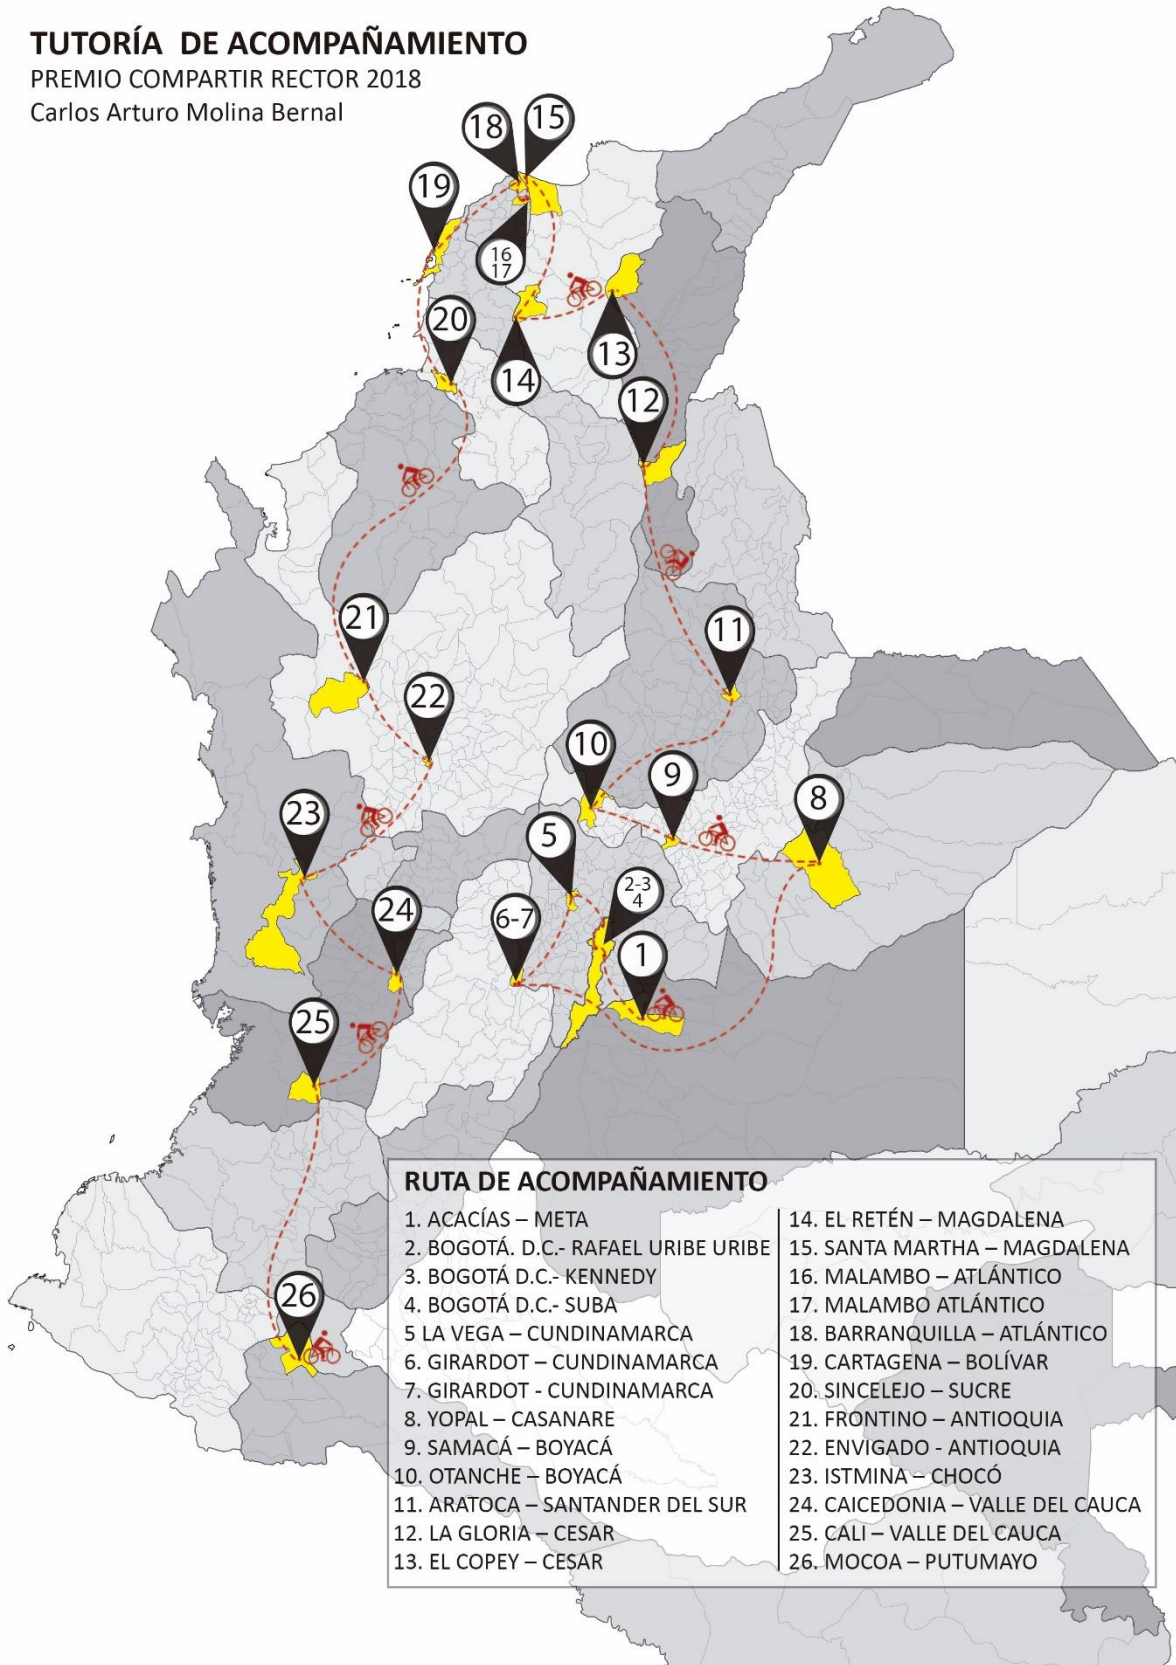 TUTORÍA DE ACOMPAÑAMIENTO
PREMIO COMPARTIR RECTOR 2018
Carlos Arturo Molina Bernal
18
15
19
16
17
20
14
13
12
21
11
22
10
9
8
23
5
2-3
4
24
6-7
1
25
26
RUTA DE ACOMPAÑAMIENTO
1. ACACÍAS – META
2. BOGOTÁ. D.C.- RAFAEL URIBE URIBE
3. BOGOTÁ D.C.- KENNEDY
4. BOGOTÁ D.C.- SUBA
5 LA VEGA – CUNDINAMARCA
6. GIRARDOT – CUNDINAMARCA
7. GIRARDOT - CUNDINAMARCA
8. YOPAL – CASANARE
9. SAMACÁ – BOYACÁ
10. OTANCHE – BOYACÁ
11. ARATOCA – SANTANDER DEL SUR
12. LA GLORIA – CESAR
13. EL COPEY – CESAR
14. EL RETÉN – MAGDALENA
15. SANTA MARTHA – MAGDALENA
16. MALAMBO – ATLÁNTICO
17. MALAMBO ATLÁNTICO
18. BARRANQUILLA – ATLÁNTICO
19. CARTAGENA – BOLÍVAR
20. SINCELEJO – SUCRE
21. FRONTINO – ANTIOQUIA
22. ENVIGADO - ANTIOQUIA
23. ISTMINA – CHOCÓ
24. CAICEDONIA – VALLE DEL CAUCA
25. CALI – VALLE DEL CAUCA
26. MOCOA – PUTUMAYO